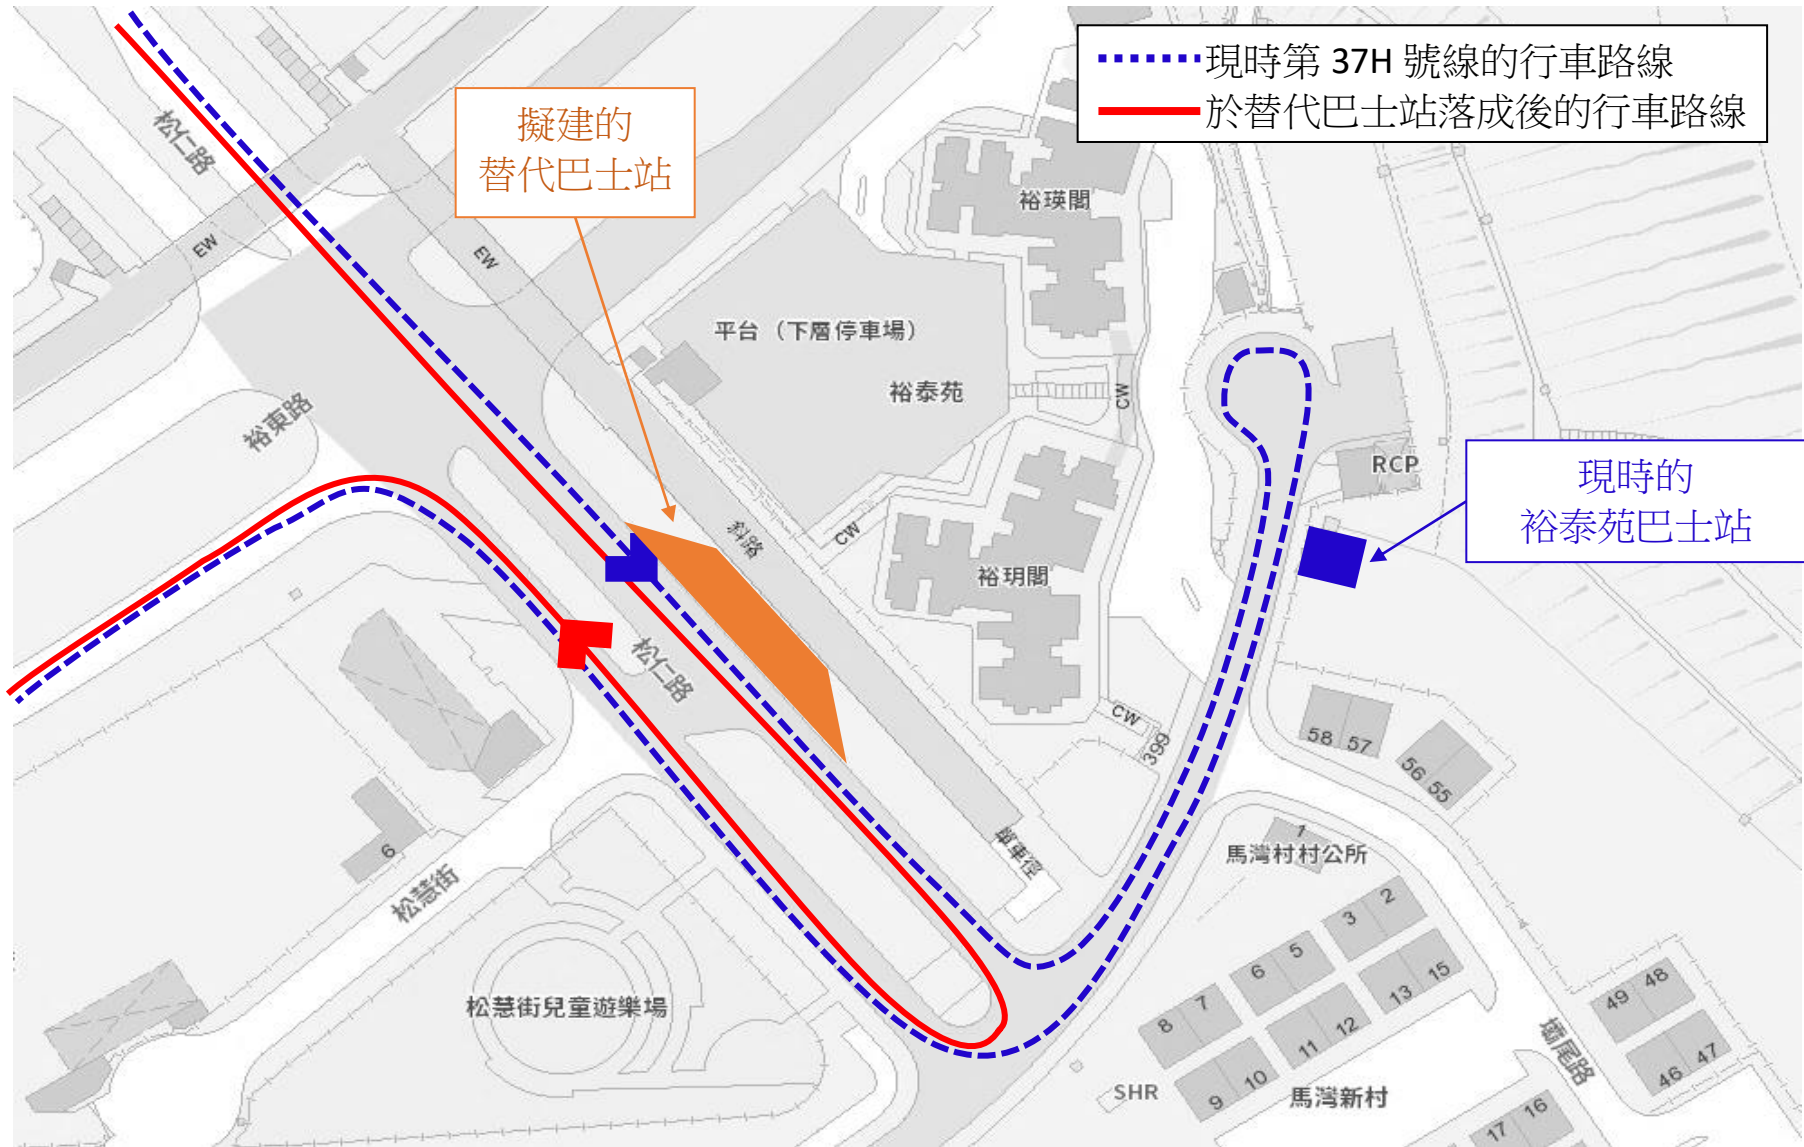 現時第 37H 號線的行車路線
於替代巴士站落成後的行車路線
擬建的
替代巴士站
松仁路
裕瑛閣
EW
EW
平台（下層停車場）
裕泰苑
CW
裕東路
RCP
現時的
裕泰苑巴士站
斜路
CW
裕玥閣
松仁路
CW
399
58
57
56
55
單車徑
1
馬灣村村公所
6
松慧街
2
3
5
6
7
8
15
13
12
11
10
9
松慧街兒童遊樂場
49
48
47
46
壩尾路
SHR
馬灣新村
16
17